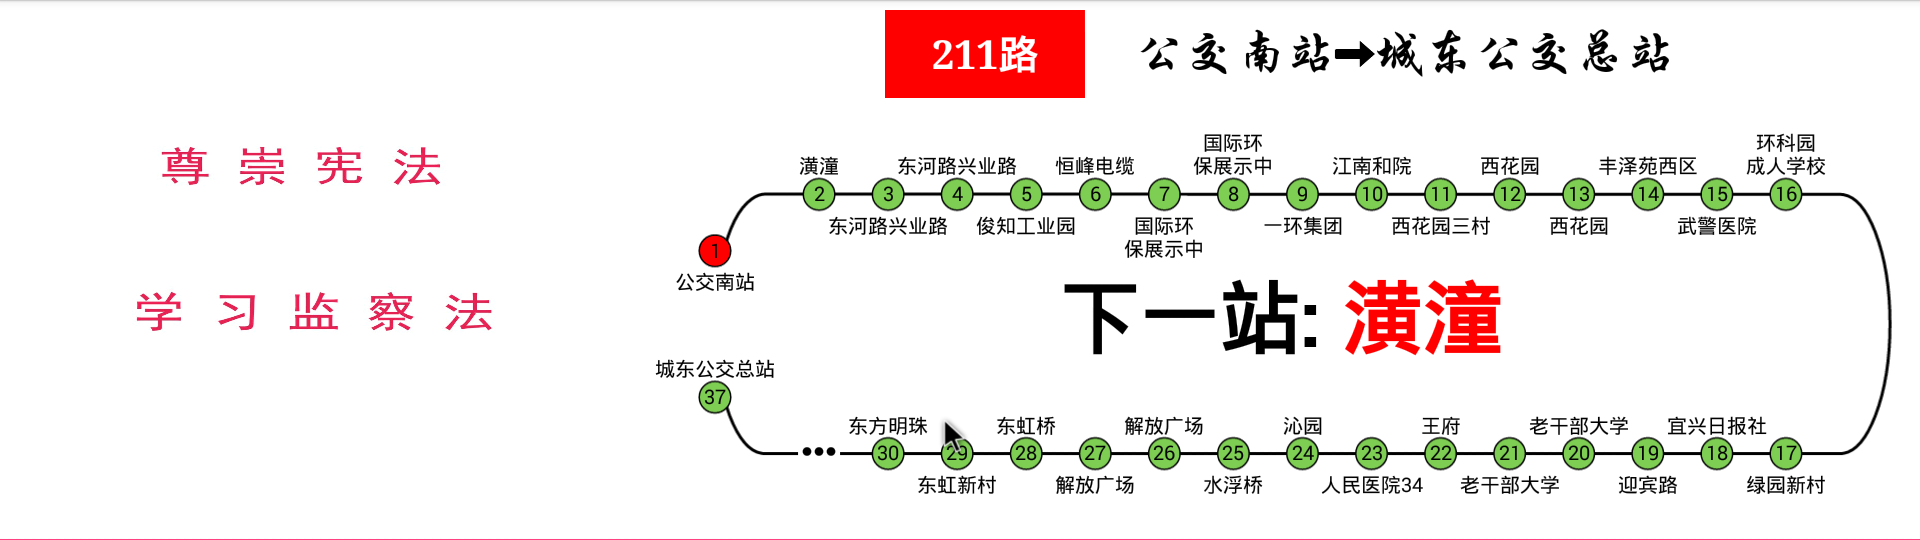 211路
公交南站➡城东公交总站
尊崇宪法
学习监察法
1
公交南站
2
潢潼
3
东河路兴业路
4
东河路兴业路
5
俊知工业园
6
恒峰电缆
7
国际环
保展示中
8
国际环
保展示中
9
一环集团
10
江南和院
11
西花园三村
12
西花园
13
西花园
14
丰泽苑西区
15
武警医院
16
环科园
成人学校
下一站: 潢潼
17
绿园新村
18
宜兴日报社
19
迎宾路
20
老干部大学
21
老干部大学
22
王府
23
人民医院34
24
沁园
25
水浮桥
26
解放广场
27
解放广场
28
东虹桥
29
东虹新村
30
东方明珠
•••
37
城东公交总站